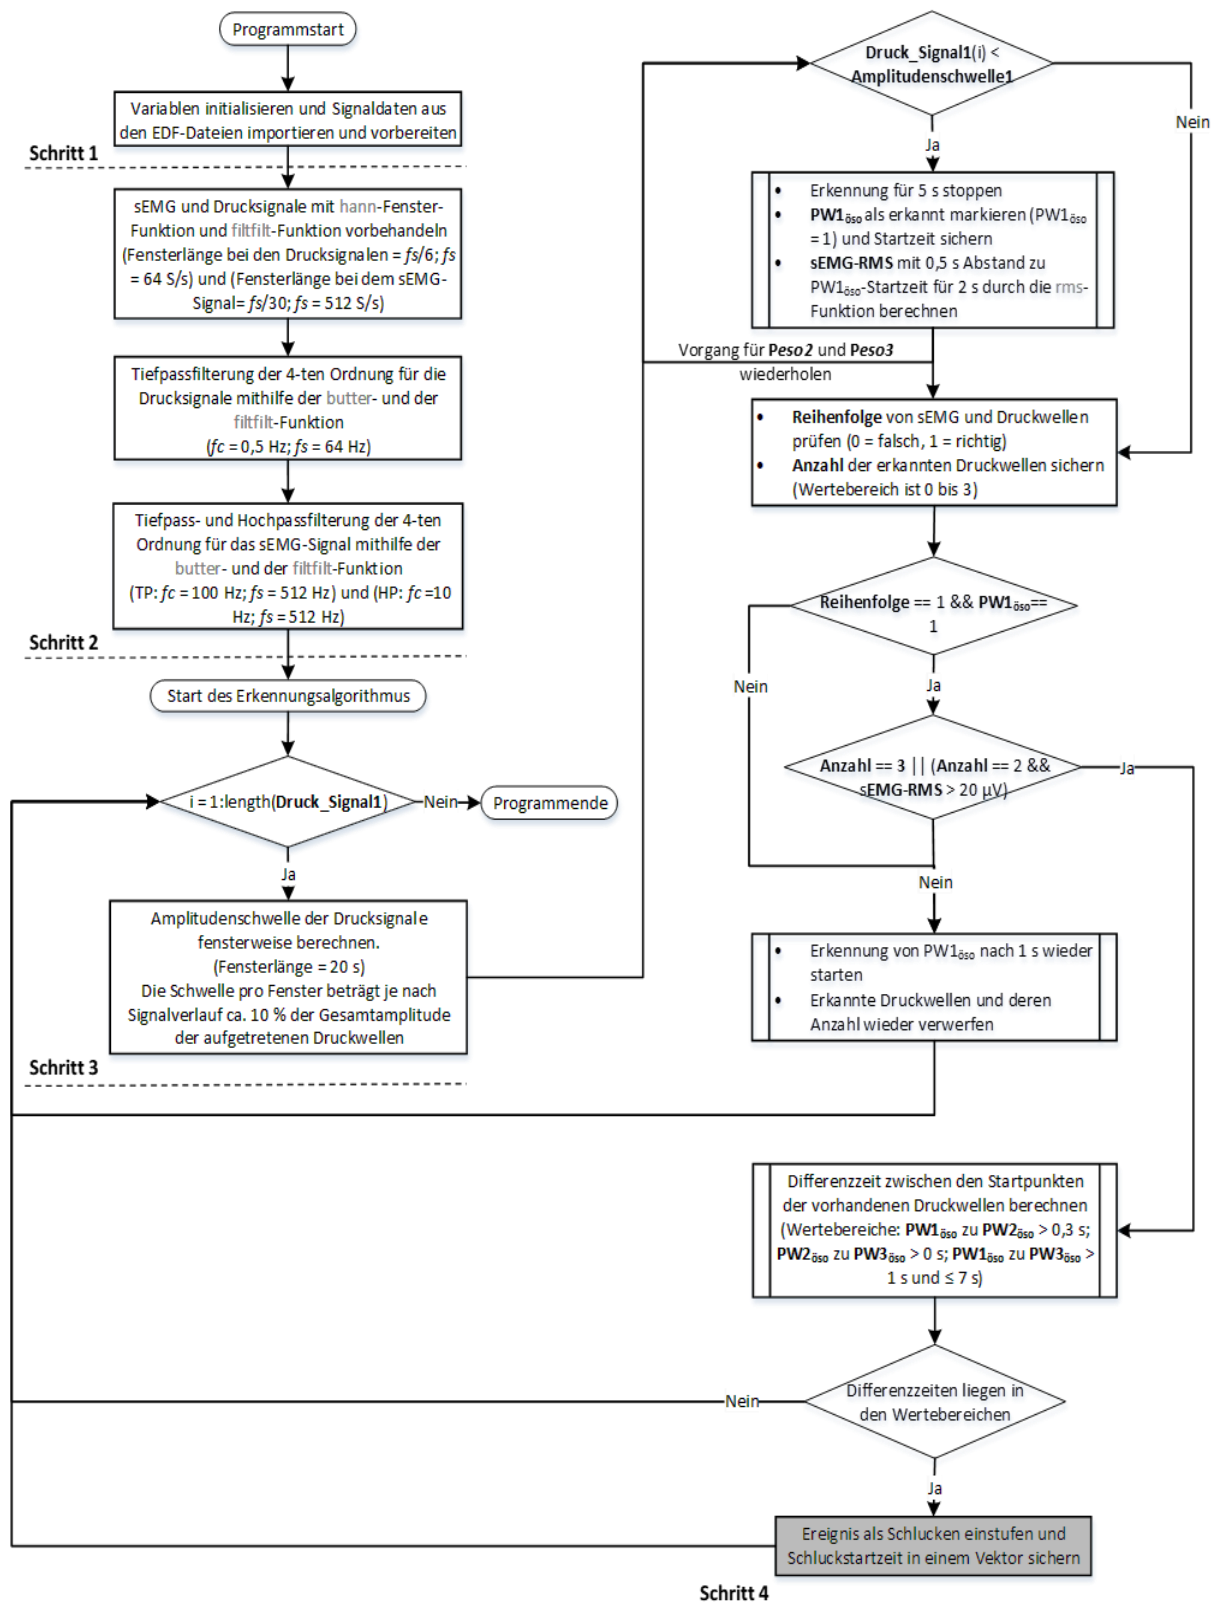 Programmstart
Variablen initialisieren und Signaldaten aus
den EDF-Dateien importieren und vorbereiten
Schritt 1
sEMG und Drucksignale mit hann-Fenster-
Funktion und filtfilt-Funktion vorbehandeln
(Fensterlänge bei den Drucksignalen = fs/6; fs
= 64 S/s) und (Fensterlänge bei dem sEMG-
Signal= fs/30; fs = 512 S/s)
Tiefpassfilterung der 4-ten Ordnung für die
Drucksignale mithilfe der butter- und der
filtfilt-Funktion
(fc = 0,5 Hz; fs = 64 Hz)
Tiefpass- und Hochpassfilterung der 4-ten
Ordnung für das sEMG-Signal mithilfe der
butter- und der filtfilt-Funktion
(TP: fc = 100 Hz; fs = 512 Hz) und (HP: fc =10
Hz; fs = 512 Hz)
Schritt 2
Start des Erkennungsalgorithmus
i = 1:length(Druck_Signal1)
Nein
Programmende
Ja
Amplitudenschwelle der Drucksignale
fensterweise berechnen.
(Fensterlänge = 20 s)
Die Schwelle pro Fenster beträgt je nach
Signalverlauf ca. 10 % der Gesamtamplitude
der aufgetretenen Druckwellen
Schritt 3
Druck_Signal1(i) <
Amplitudenschwelle1
Nein
Ja
• Erkennung für 5 s stoppen
• PW1öso als erkannt markieren (PW1öso
= 1) und Startzeit sichern
• sEMG-RMS mit 0,5 s Abstand zu
PW1öso-Startzeit für 2 s durch die rms-
Funktion berechnen
Vorgang für Peso2 und Peso3
wiederholen
• Reihenfolge von sEMG und Druckwellen
prüfen (0 = falsch, 1 = richtig)
• Anzahl der erkannten Druckwellen sichern
(Wertebereich ist 0 bis 3)
Reihenfolge == 1 && PW1öso==
1
Nein
Ja
Anzahl == 3 || (Anzahl == 2 &&
sEMG-RMS > 20 µV)
Ja
Nein
• Erkennung von PW1öso nach 1 s wieder
starten
• Erkannte Druckwellen und deren
Anzahl wieder verwerfen
Differenzzeit zwischen den Startpunkten
der vorhandenen Druckwellen berechnen
(Wertebereiche: PW1öso zu PW2öso > 0,3 s;
PW2öso zu PW3öso > 0 s; PW1öso zu PW3öso >
1 s und ≤ 7 s)
Differenzzeiten liegen in
den Wertebereichen
Nein
Ja
Ereignis als Schlucken einstufen und
Schluckstartzeit in einem Vektor sichern
Schritt 4